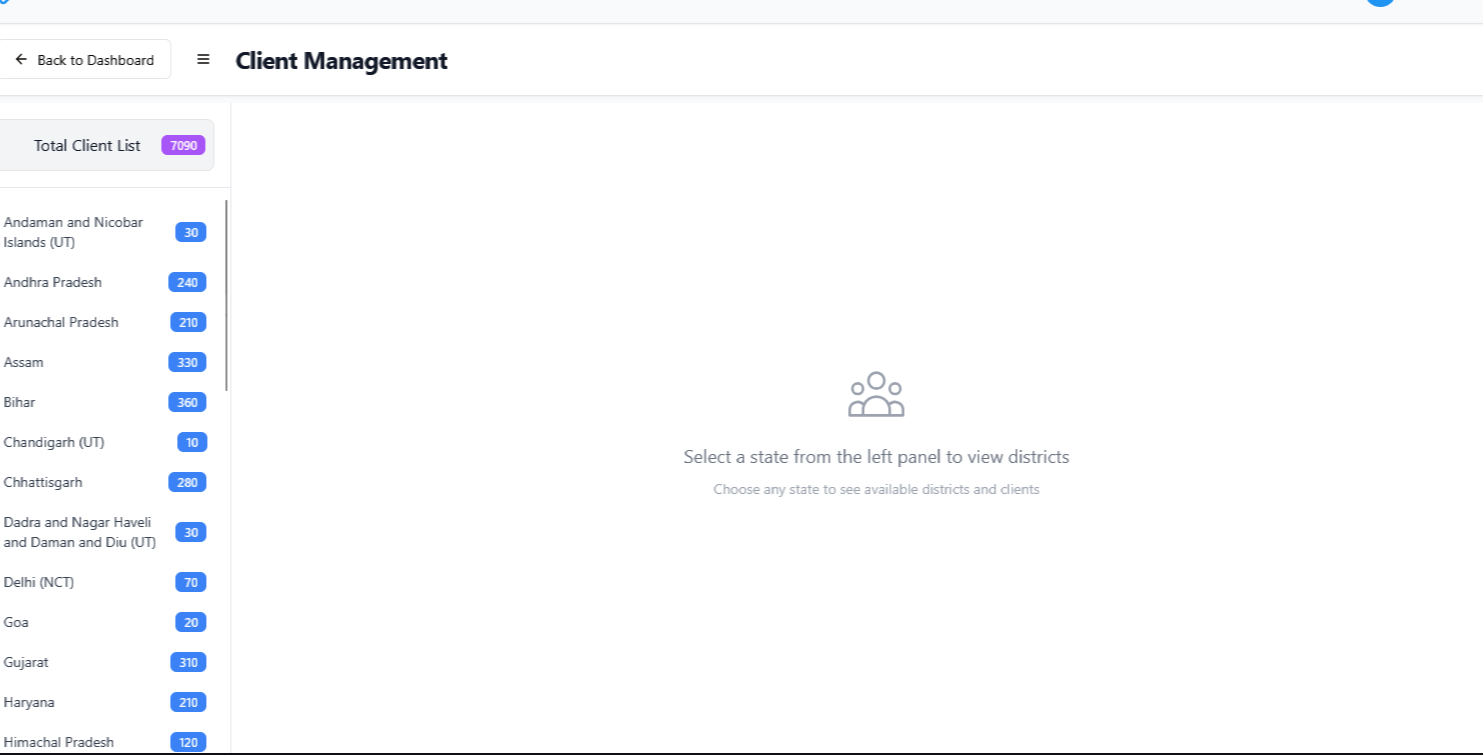 Back to Dashboard
Client Management
Total Client List 7090
Andaman and Nicobar
Islands (UT) 30
Andhra Pradesh 240
Arunachal Pradesh 210
Assam 330
Bihar 360
Chandigarh (UT) 10
Chhattisgarh 280
Dadra and Nagar Haveli
and Daman and Diu (UT) 30
Delhi (NCT) 70
Goa 20
Gujarat 310
Haryana 210
Himachal Pradesh 120
Select a state from the left panel to view districts
Choose any state to see available districts and clients